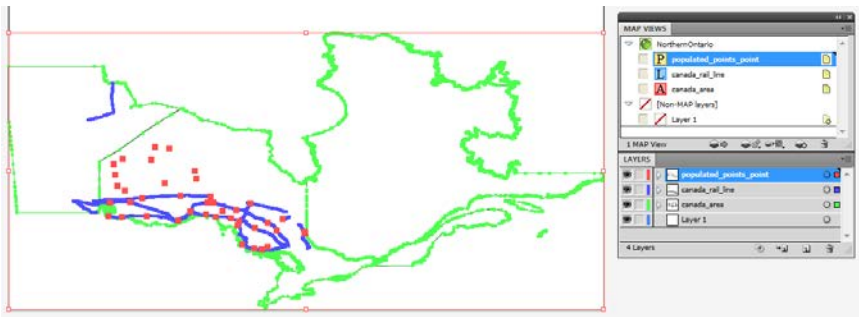 MAP VIEWS
NorthernOntario
P populated_points_point
L canada_rail_line
A canada_area
[Non-MAP layers]
Layer 1
1 MAP View
LAYERS
populated_points_point
canada_rail_line
canada_area
Layer 1
4 Layers